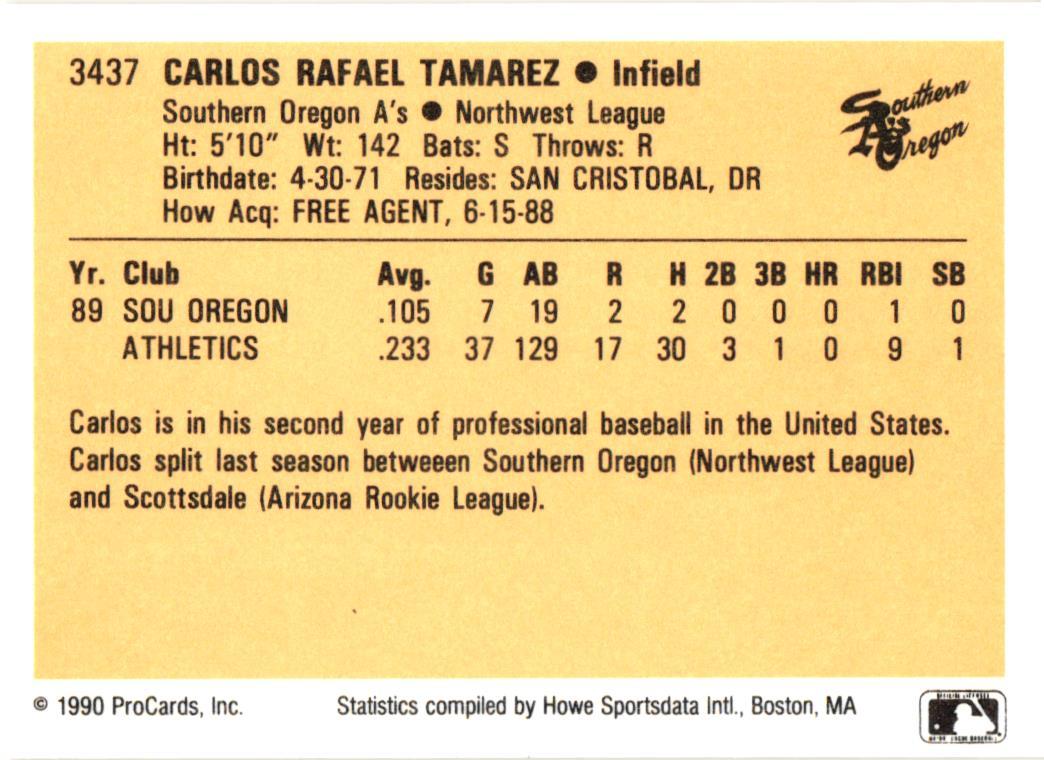 3437 CARLOS RAFAEL TAMAREZ ● Infield
Southern Oregon A's ● Northwest League
Ht: 5'10" Wt: 142 Bats: S Throws: R
Birthdate: 4-30-71 Resides: SAN CRISTOBAL, DR
How Acq: FREE AGENT, 6-15-88
Southern
A's
Oregon
Yr. Club Avg. G AB R H 2B 3B HR RBI SB
89 SOU OREGON .105 7 19 2 2 0 0 0 1 0
ATHLETICS .233 37 129 17 30 3 1 0 9 1
Carlos is in his second year of professional baseball in the United States.
Carlos split last season betweeen Southern Oregon (Northwest League)
and Scottsdale (Arizona Rookie League).
© 1990 ProCards, Inc. Statistics compiled by Howe Sportsdata Intl., Boston, MA